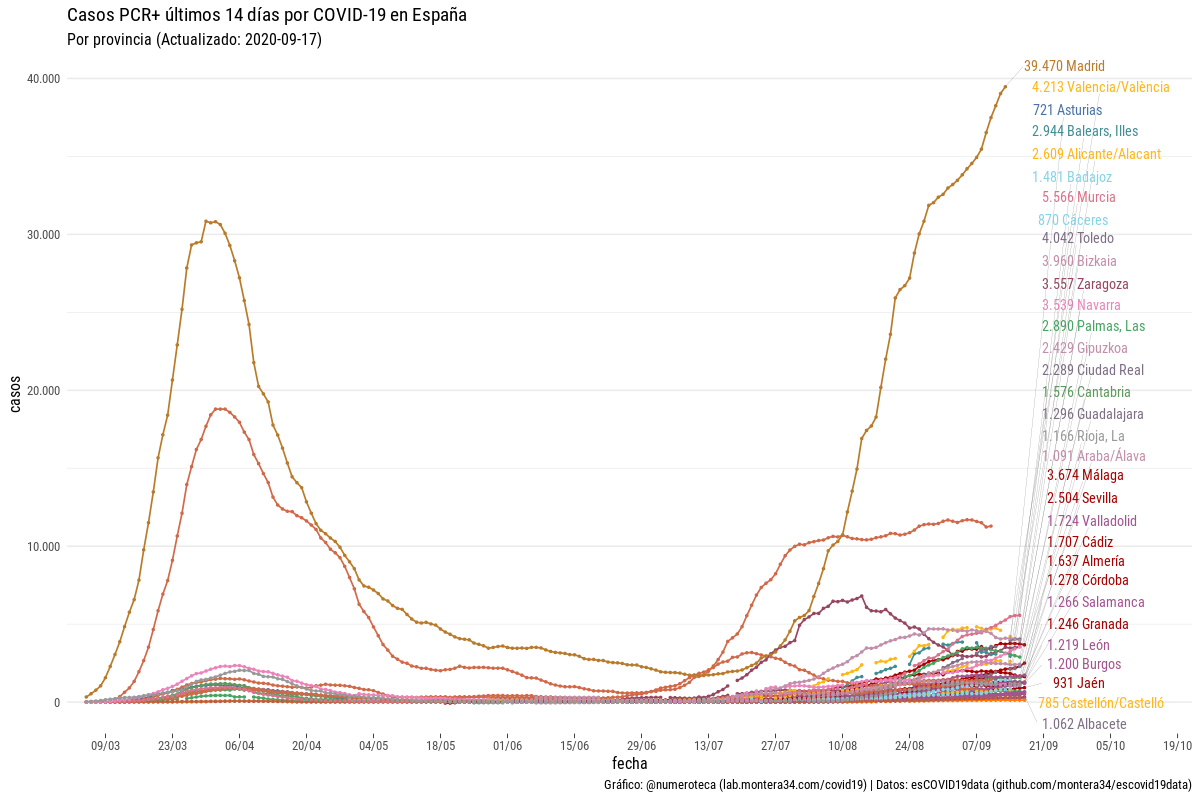 Casos PCR+ últimos 14 días por COVID-19 en España
Por provincia (Actualizado: 2020-09-17)
39.470 Madrid
4.213 Valencia/València
721 Asturias
2.944 Balears, Illes
2.609 Alicante/Alacant
1.481 Badajoz
5.566 Murcia
870 Cáceres
4.042 Toledo
3.960 Bizkaia
3.557 Zaragoza
3.539 Navarra
2.890 Palmas, Las
2.429 Gipuzkoa
2.289 Ciudad Real
1.576 Cantabria
1.296 Guadalajara
1.166 Rioja, La
1.091 Araba/Álava
3.674 Málaga
2.504 Sevilla
1.724 Valladolid
1.707 Cádiz
1.637 Almería
1.278 Córdoba
1.266 Salamanca
1.246 Granada
1.219 León
1.200 Burgos
931 Jaén
785 Castellón/Castelló
1.062 Albacete
40.000
30.000
20.000
10.000
0
casos
09/03 23/03 06/04 20/04 04/05 18/05 01/06 15/06 29/06 13/07 27/07 10/08 24/08 07/09 21/09 05/10 19/10
fecha
Gráfico: @numeroteca (lab.montera34.com/covid19) | Datos: esCOVID19data (github.com/montera34/escovid19data)